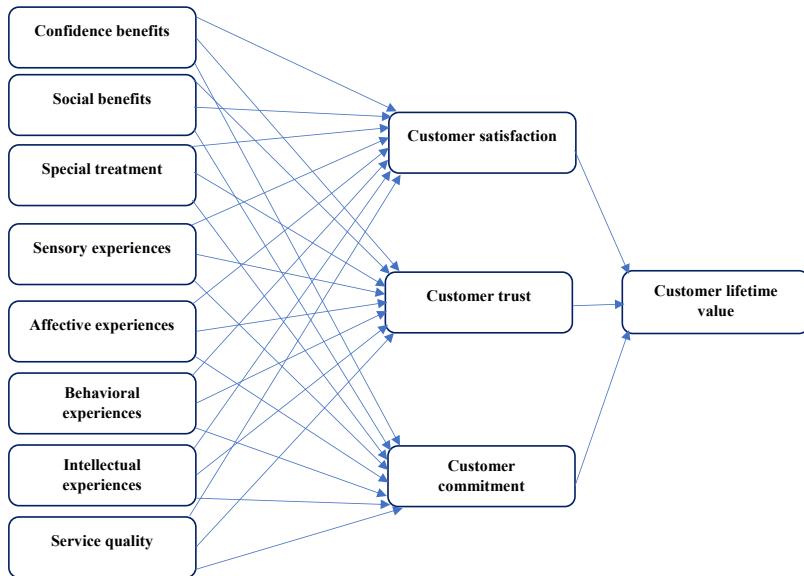 Confidence benefits
Social benefits
Special treatment
Sensory experiences
Affective experiences
Behavioral
experiences
Intellectual
experiences
Service quality
Customer satisfaction
Customer trust
Customer
commitment
Customer lifetime
value